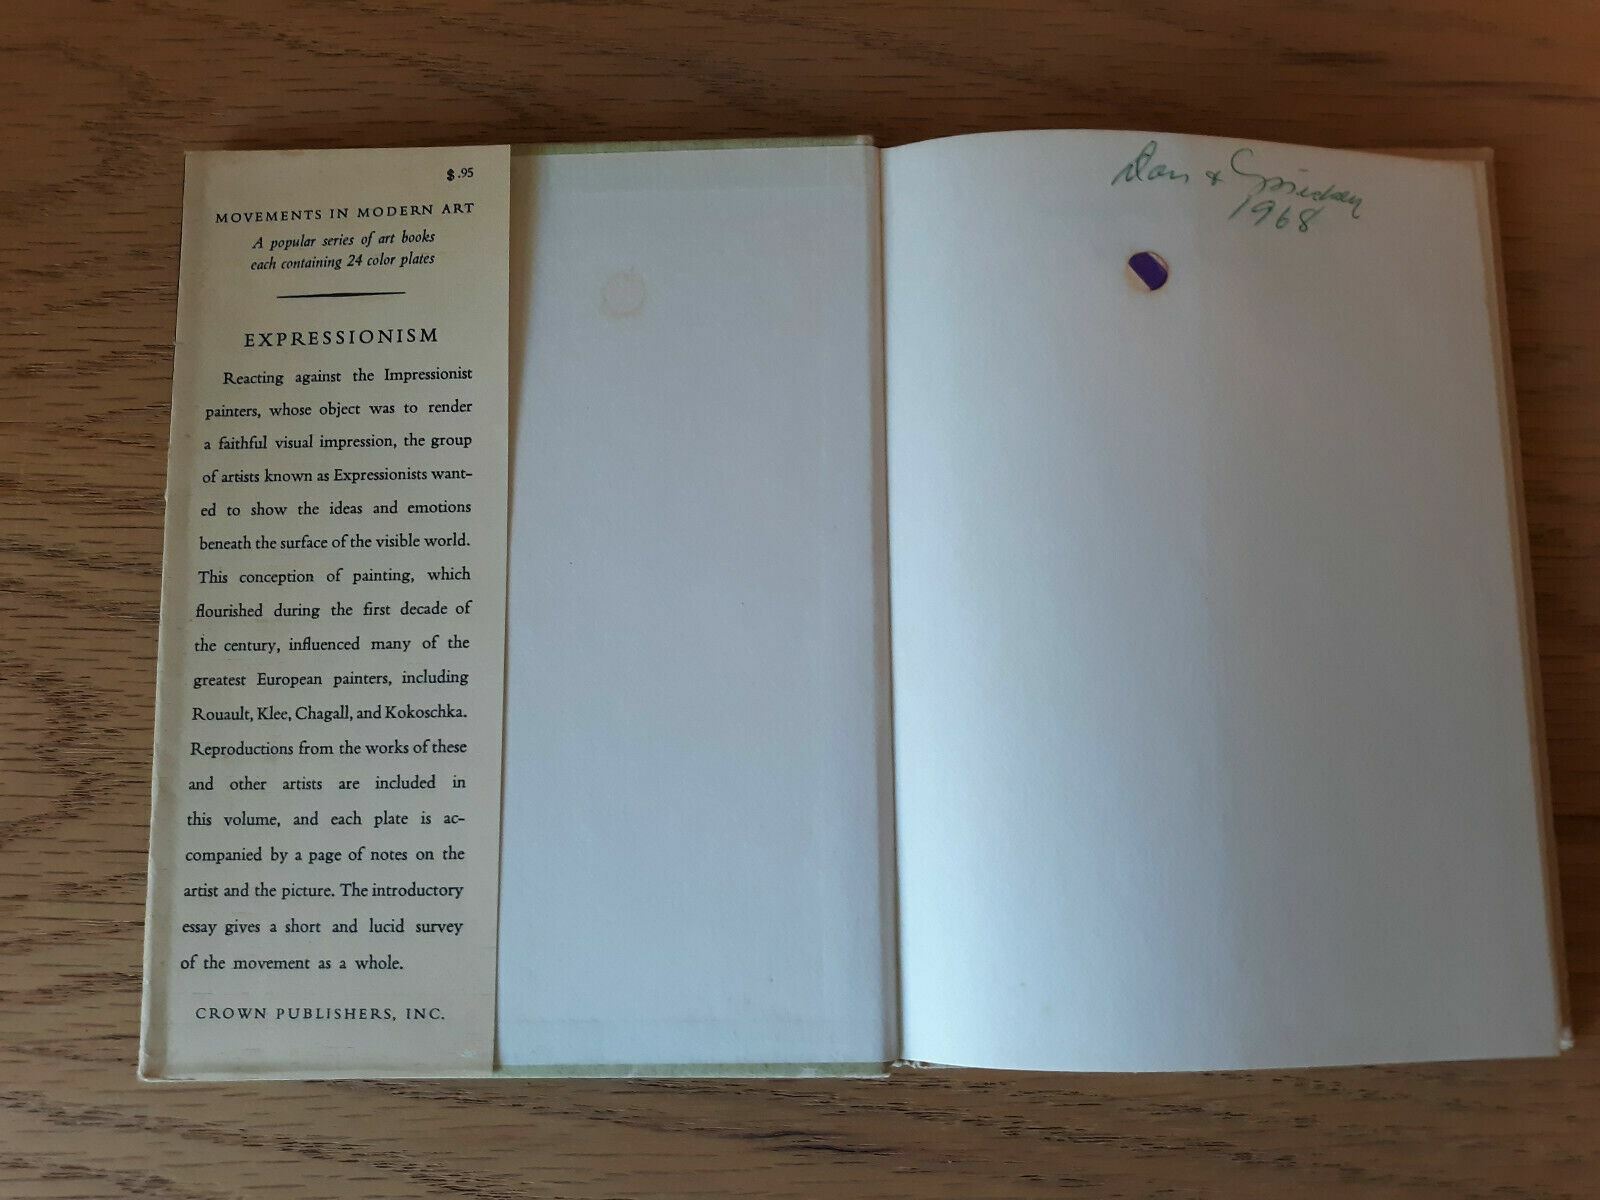 $.95
MOVEMENTS IN MODERN ART
A popular series of art books
each containing 24 color plates
EXPRESSIONISM
Reacting against the Impressionist
painters, whose object was to render
a faithful visual impression, the group
of artists known as Expressionists want-
ed to show the ideas and emotions
beneath the surface of the visible world.
This conception of painting, which
flourished during the first decade of
the century, influenced many of the
greatest European painters, including
Rouault, Klee, Chagall, and Kokoschka.
Reproductions from the works of these
and other artists are included in
this volume, and each plate is ac-
companied by a page of notes on the
artist and the picture. The introductory
essay gives a short and lucid survey
of the movement as a whole.
CROWN PUBLISHERS, INC.
1968